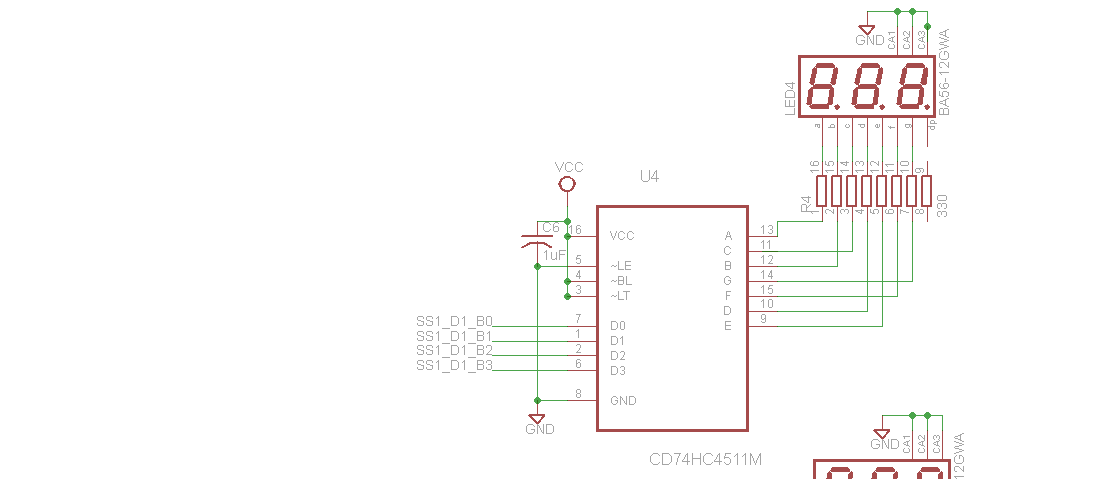 GND
CA1
CA2
CA3
LED4
BA56-12GWA
a
b
c
d
e
f
g
dp
16
15
14
13
12
11
10
9
R4
330
1
2
3
4
5
6
7
8
VCC
U4
C6
1uF
16
VCC
5
~LE
4
~BL
3
~LT
SS1_D1_B0
7
D0
SS1_D1_B1
1
D1
SS1_D1_B2
2
D2
SS1_D1_B3
6
D3
8
GND
A
13
C
11
B
12
G
14
F
15
D
10
E
9
GND
CD74HC4511M
GND
CA1
CA2
CA3
12GWA